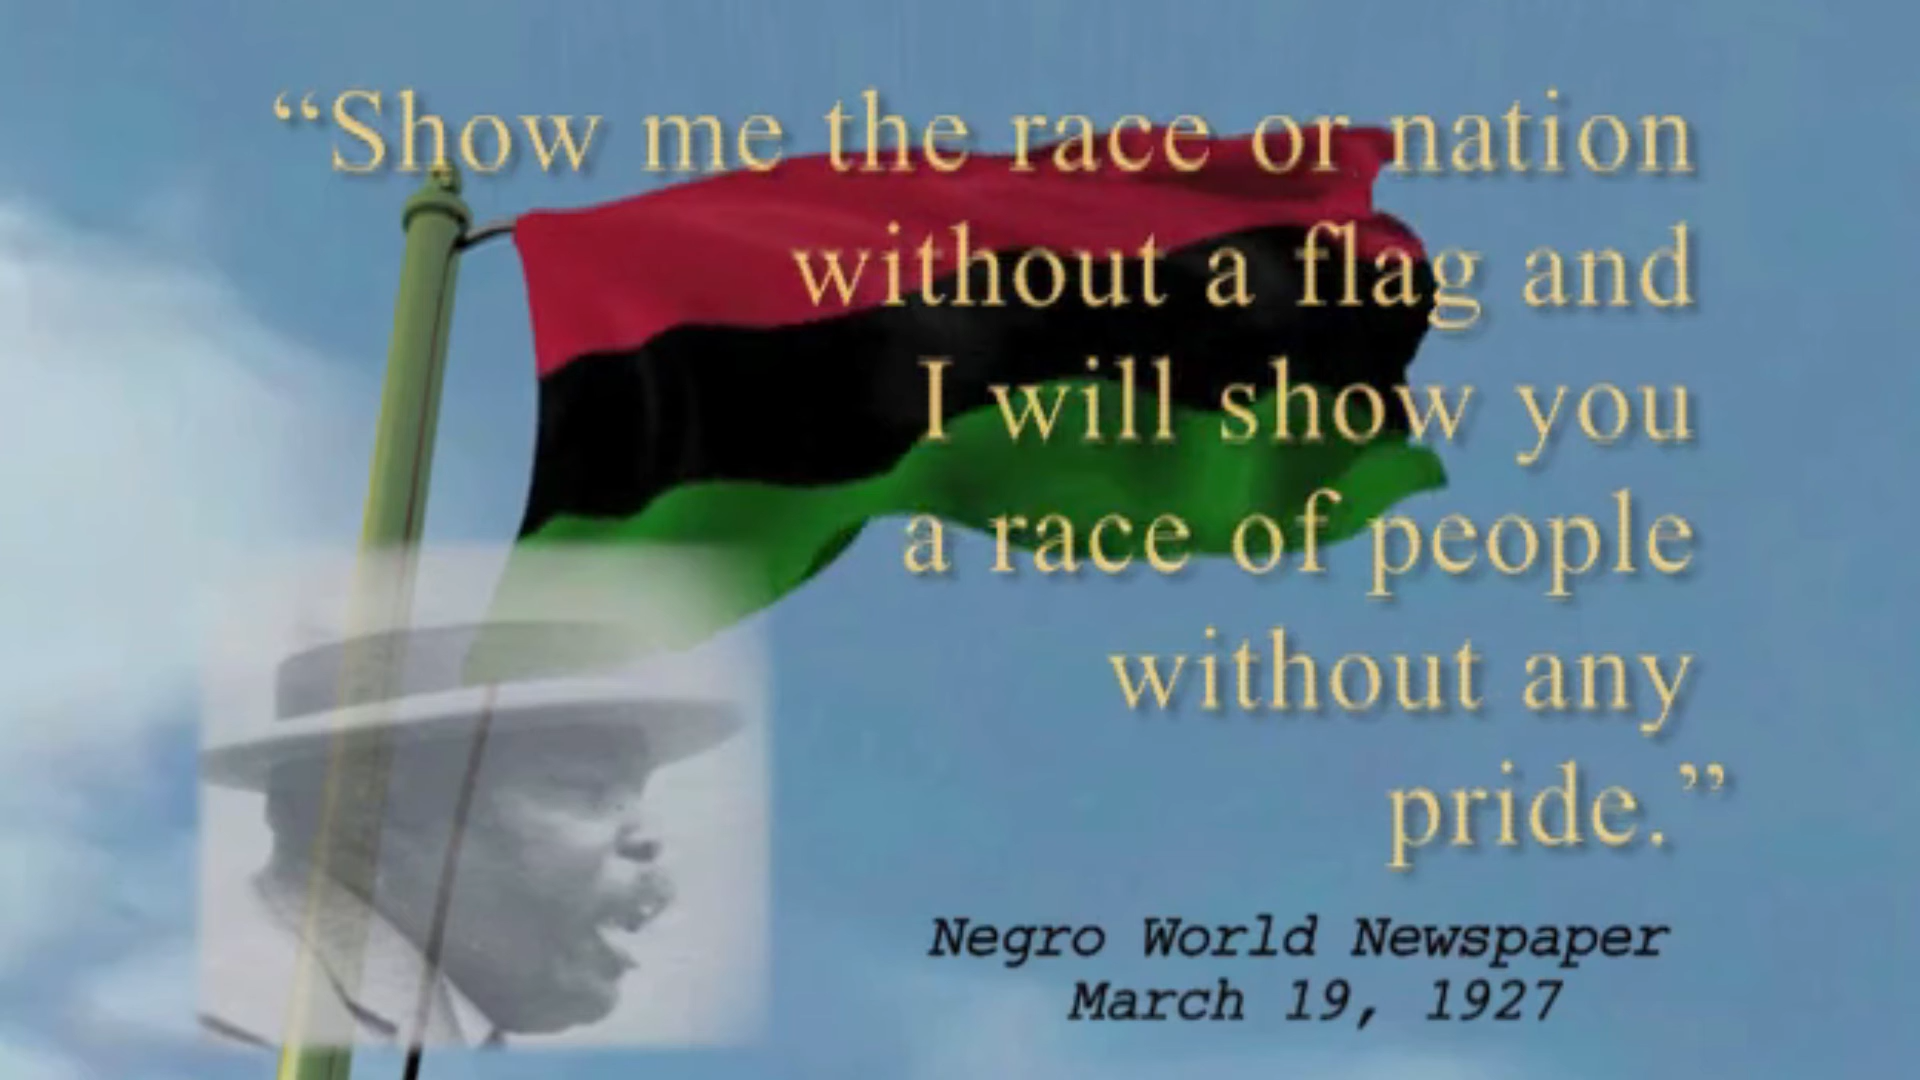 “Show me the race or nation
without a flag and
I will show you
a race of people
without any
pride.”
Negro World Newspaper
March 19, 1927